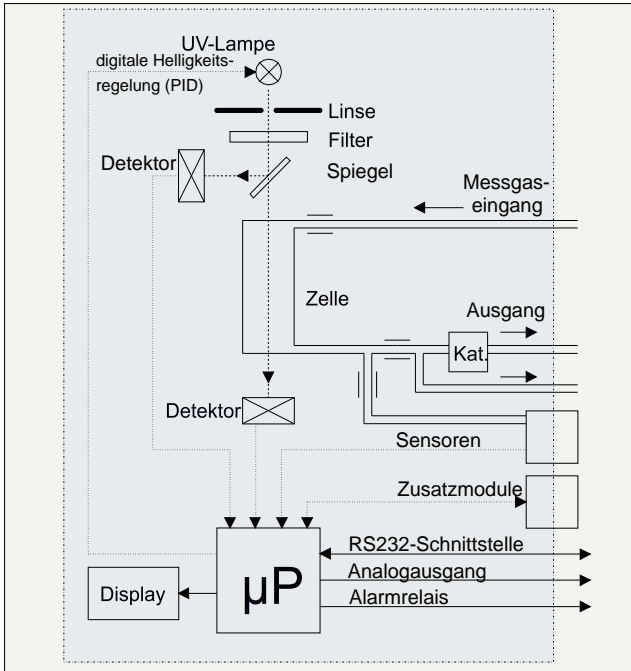 UV-Lampe
digitale Helligkeits-
regelung (PID)
Linse
Filter
Detektor
Spiegel
Messgas-
eingang
Zelle
Ausgang
Kat.
Detektor
Sensoren
Zusatzmodule
RS232-Schnittstelle
µP
Analogausgang
Display
Alarmrelais